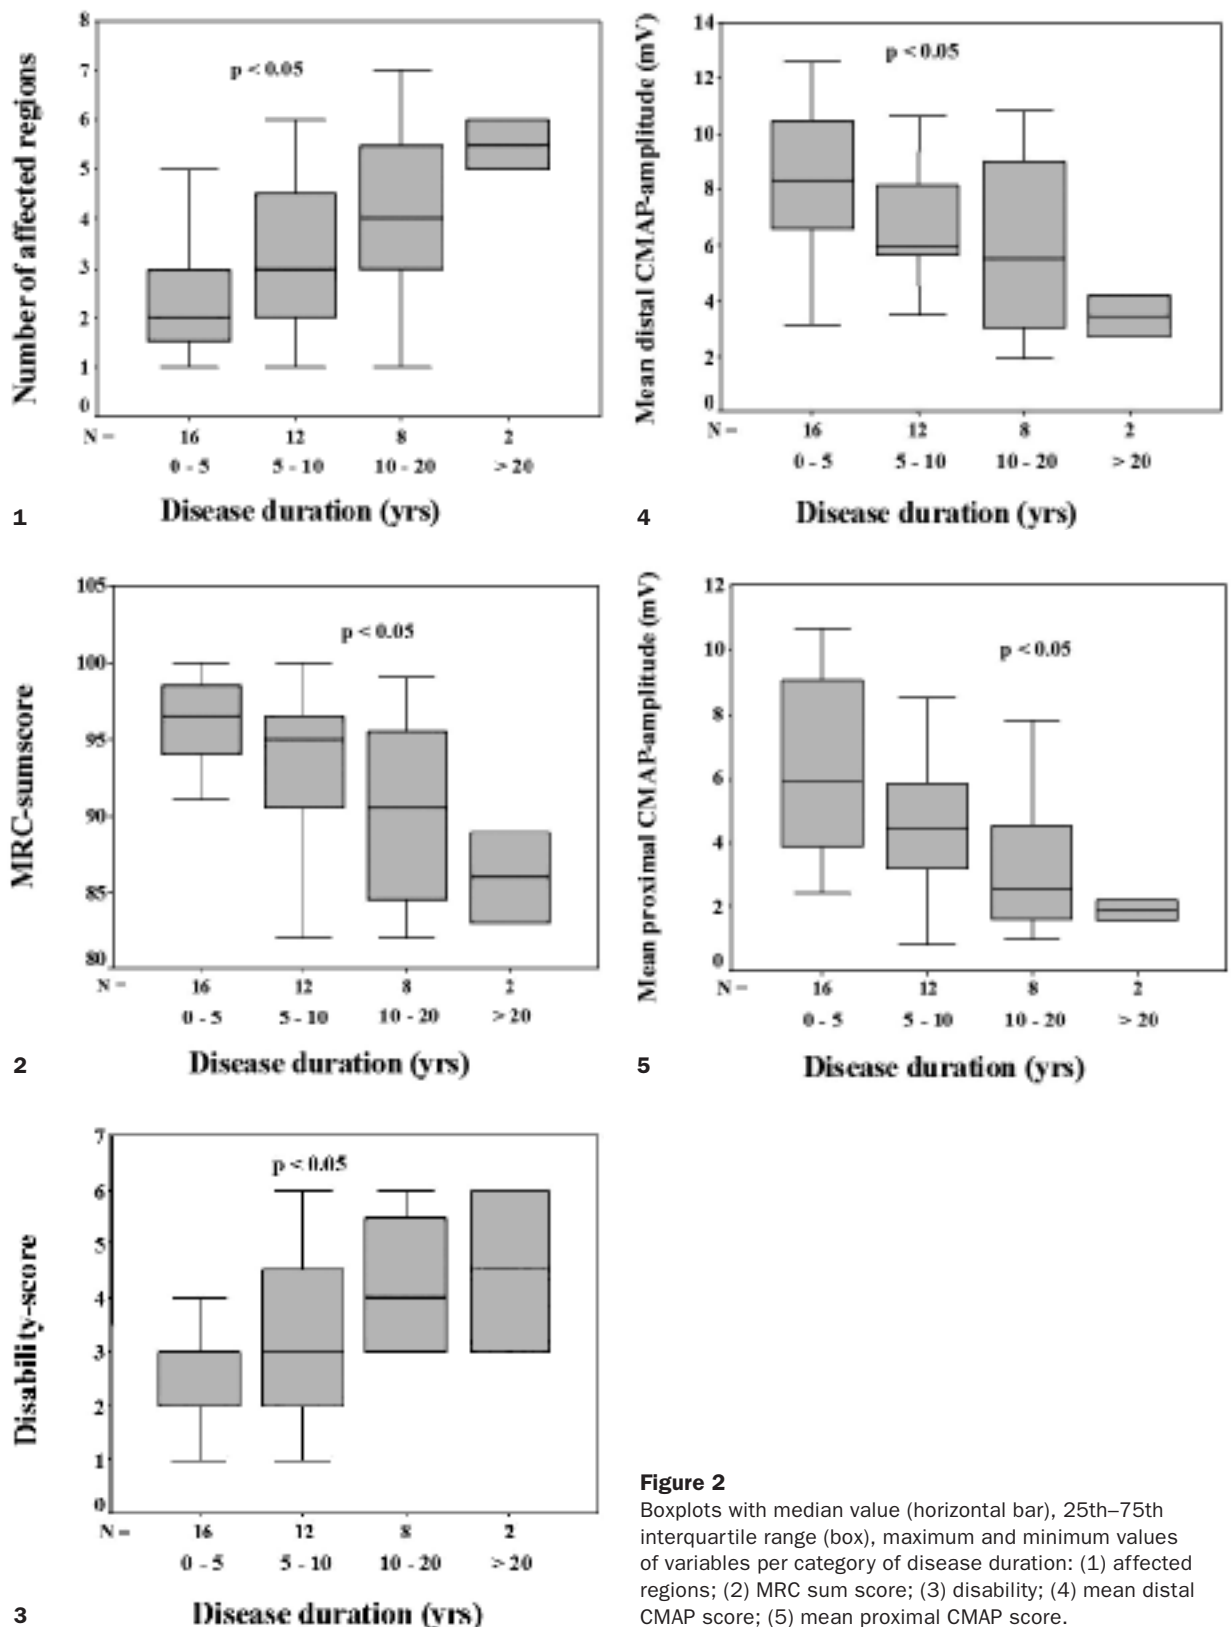 8
7
6
5
4
3
2
1
0
Number of affected regions
p < 0.05
N = 16 12 8 2
0 - 5 5 - 10 10 - 20 > 20
Disease duration (yrs)
1
105
100
95
90
85
80
MRC-sumscore
p < 0.05
N = 16 12 8 2
0 - 5 5 - 10 10 - 20 > 20
Disease duration (yrs)
2
7
6
5
4
3
2
1
0
Disability-score
p < 0.05
N = 16 12 8 2
0 - 5 5 - 10 10 - 20 > 20
Disease duration (yrs)
3
14
12
10
8
6
4
2
0
Mean distal CMAP-amplitude (mV)
p < 0.05
N = 16 12 8 2
0 - 5 5 - 10 10 - 20 > 20
Disease duration (yrs)
4
12
10
8
6
4
2
0
Mean proximal CMAP-amplitude (mV)
p < 0.05
N = 16 12 8 2
0 - 5 5 - 10 10 - 20 > 20
Disease duration (yrs)
5
Figure 2
Boxplots with median value (horizontal bar), 25th–75th
interquartile range (box), maximum and minimum values
of variables per category of disease duration: (1) affected
regions; (2) MRC sum score; (3) disability; (4) mean distal
CMAP score; (5) mean proximal CMAP score.